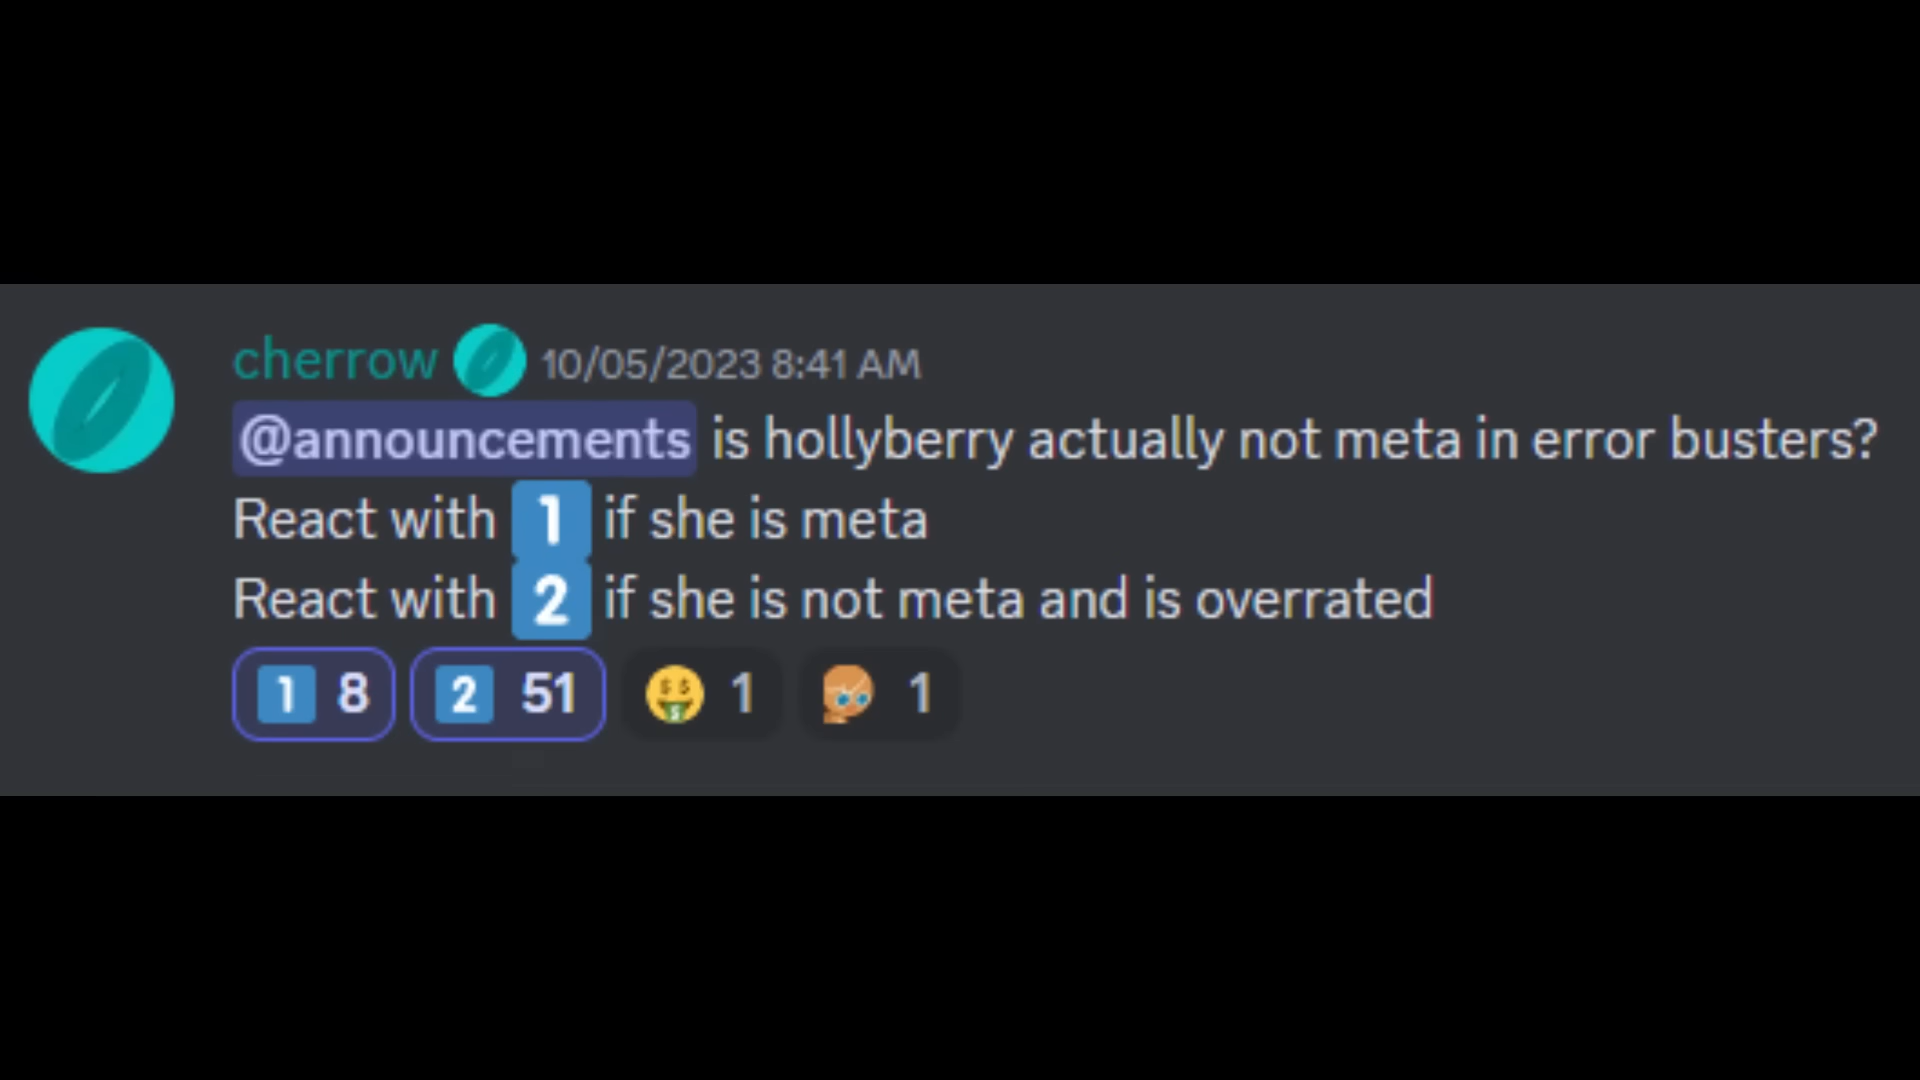 cherrow 10/05/2023 8:41 AM
@announcements is hollyberry actually not meta in error busters?
React with 1 if she is meta
React with 2 if she is not meta and is overrated
1 8 2 51 1 1